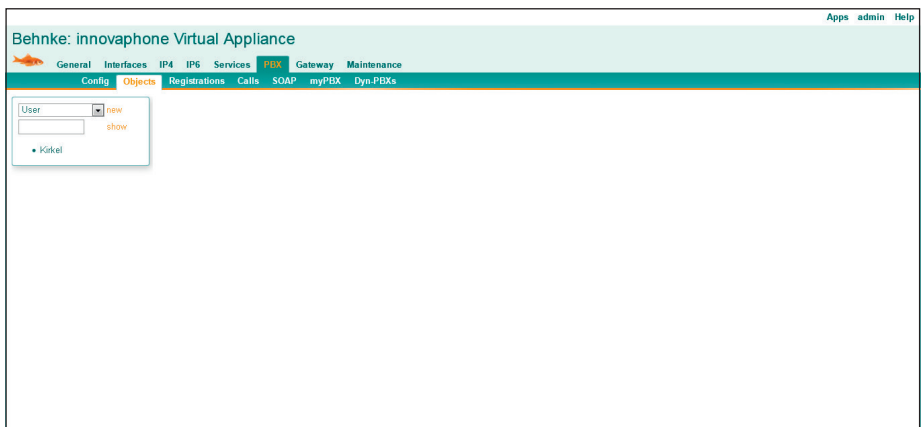 Apps admin Help
Behnke: innovaphone Virtual Appliance
General Interfaces IP4 IP6 Services PBX Gateway Maintenance
Config Objects Registrations Calls SOAP myPBX Dyn-PBXs
User new
show
• Kirkel